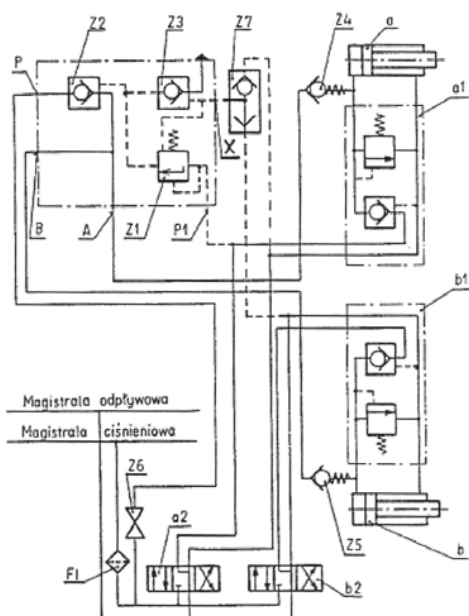 Z2 Z3 Z7 Z4 a
P
a1
X
B A Z1 P1
b1
Magistrala odpływowa
Magistrala ciśnieniowa
Z6
a2
Z5
b
F1
b2